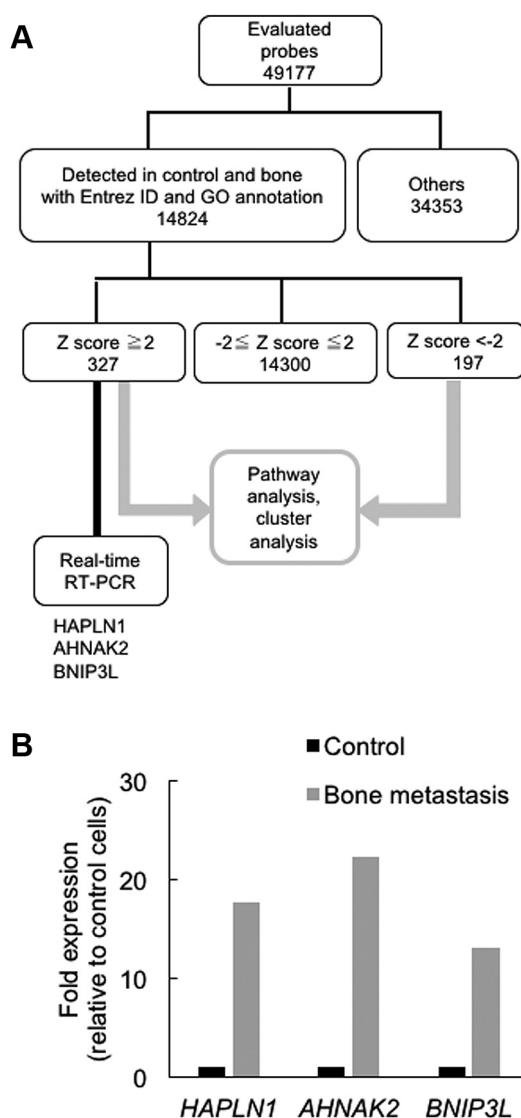 A
Evaluated
probes
49177
Detected in control and bone
with Entrez ID and GO annotation
14824
Others
34353
Z score ≧2
327
-2≦ Z score ≦2
14300
Z score <-2
197
Pathway
analysis,
cluster
analysis
Real-time
RT-PCR
HAPLN1
AHNAK2
BNIP3L
B
Control
Bone metastasis
Fold expression
(relative to control cells)
30
20
10
0
HAPLN1 AHNAK2 BNIP3L